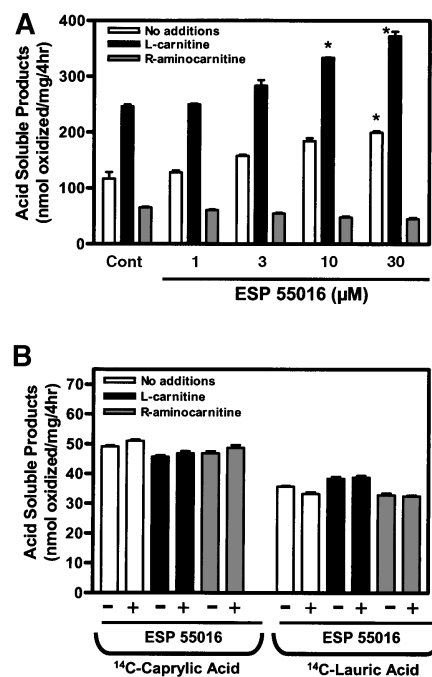 A
Acid Soluble Products
(nmol oxidized/mg/4hr)
400
300
200
100
0
No additions
L-carnitine
R-aminocarnitine
*
*
*
Cont
1
3
10
30
ESP 55016 (µM)
B
Acid Soluble Products
(nmol oxidized/mg/4hr)
70
60
50
40
30
20
10
0
No additions
L-carnitine
R-aminocarnitine
- + - + - + - + - + - +
ESP 55016 ESP 55016
¹⁴C-Caprylic Acid ¹⁴C-Lauric Acid